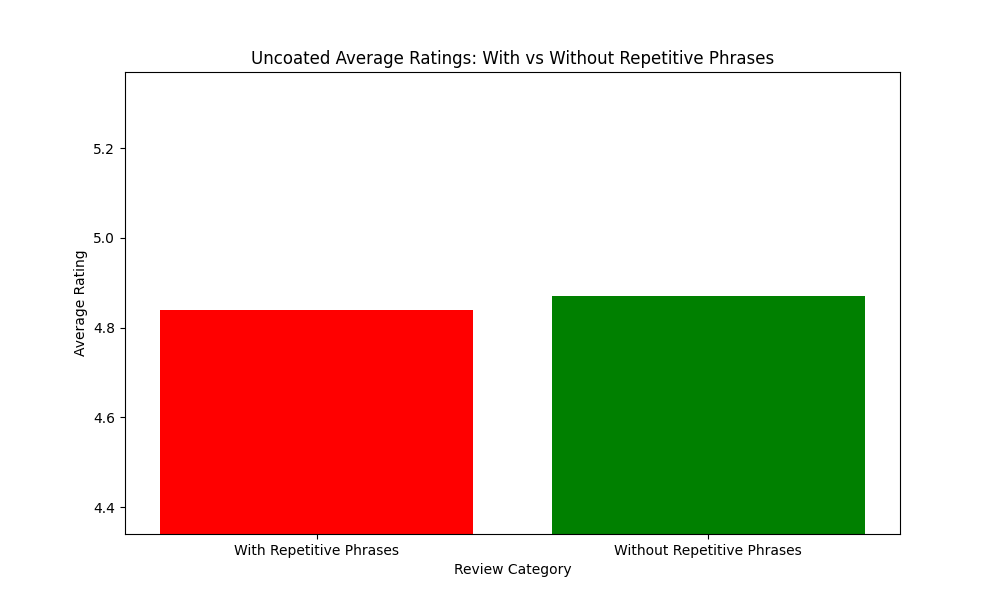 Uncoated Average Ratings: With vs Without Repetitive Phrases
5.2
5.0
4.8
4.6
4.4
Average Rating
With Repetitive Phrases
Without Repetitive Phrases
Review Category